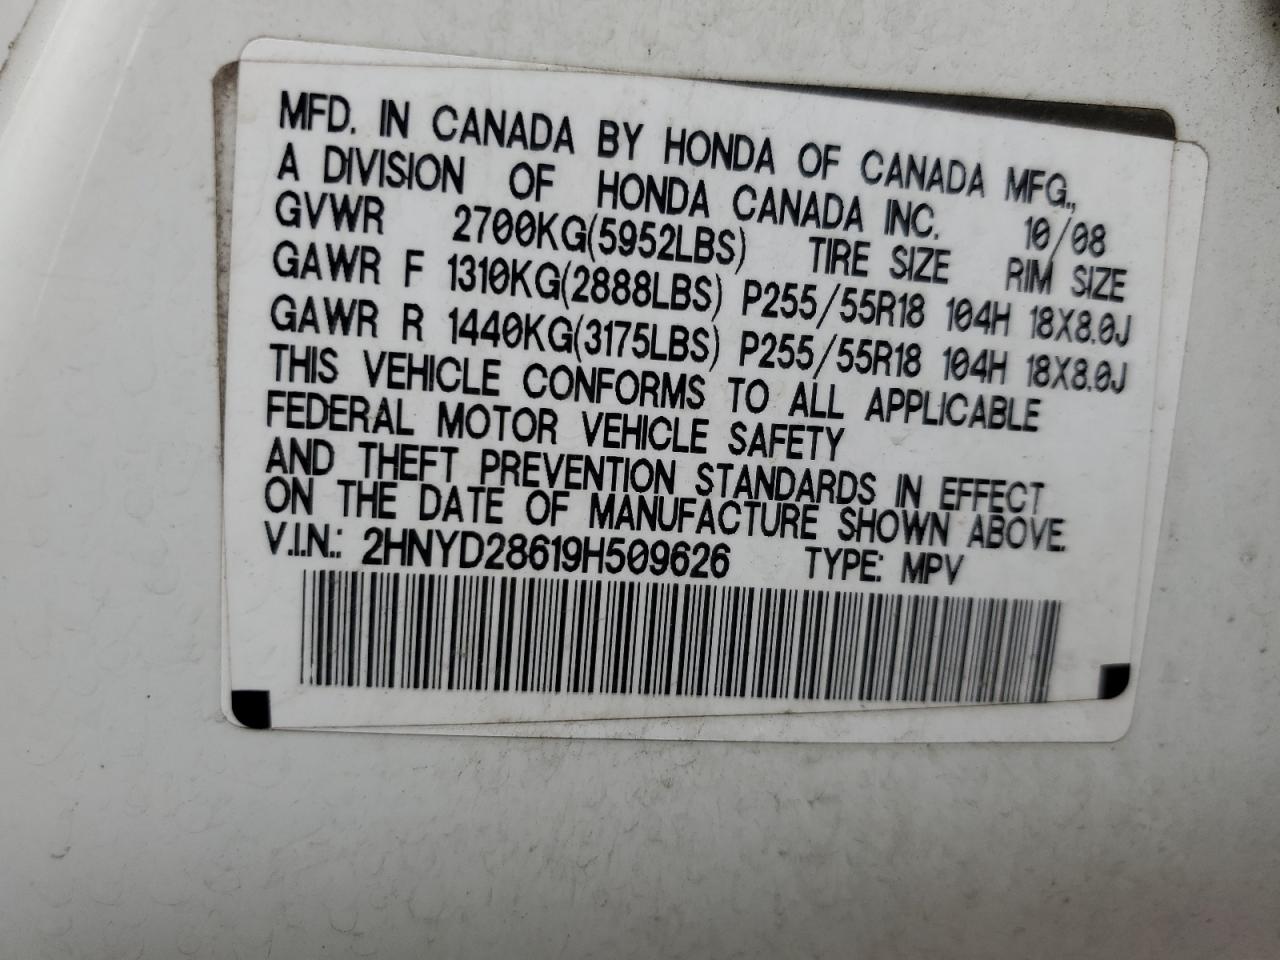 MFD. IN CANADA BY HONDA OF CANADA MFG.,
A DIVISION OF HONDA CANADA INC. 10/08
GVWR 2700KG(5952LBS) TIRE SIZE RIM SIZE
GAWR F 1310KG(2888LBS) P255/55R18 104H 18X8.0J
GAWR R 1440KG(3175LBS) P255/55R18 104H 18X8.0J
THIS VEHICLE CONFORMS TO ALL APPLICABLE
FEDERAL MOTOR VEHICLE SAFETY
AND THEFT PREVENTION STANDARDS IN EFFECT
ON THE DATE OF MANUFACTURE SHOWN ABOVE.
V.I.N.: 2HNYD28619H509626 TYPE: MPV